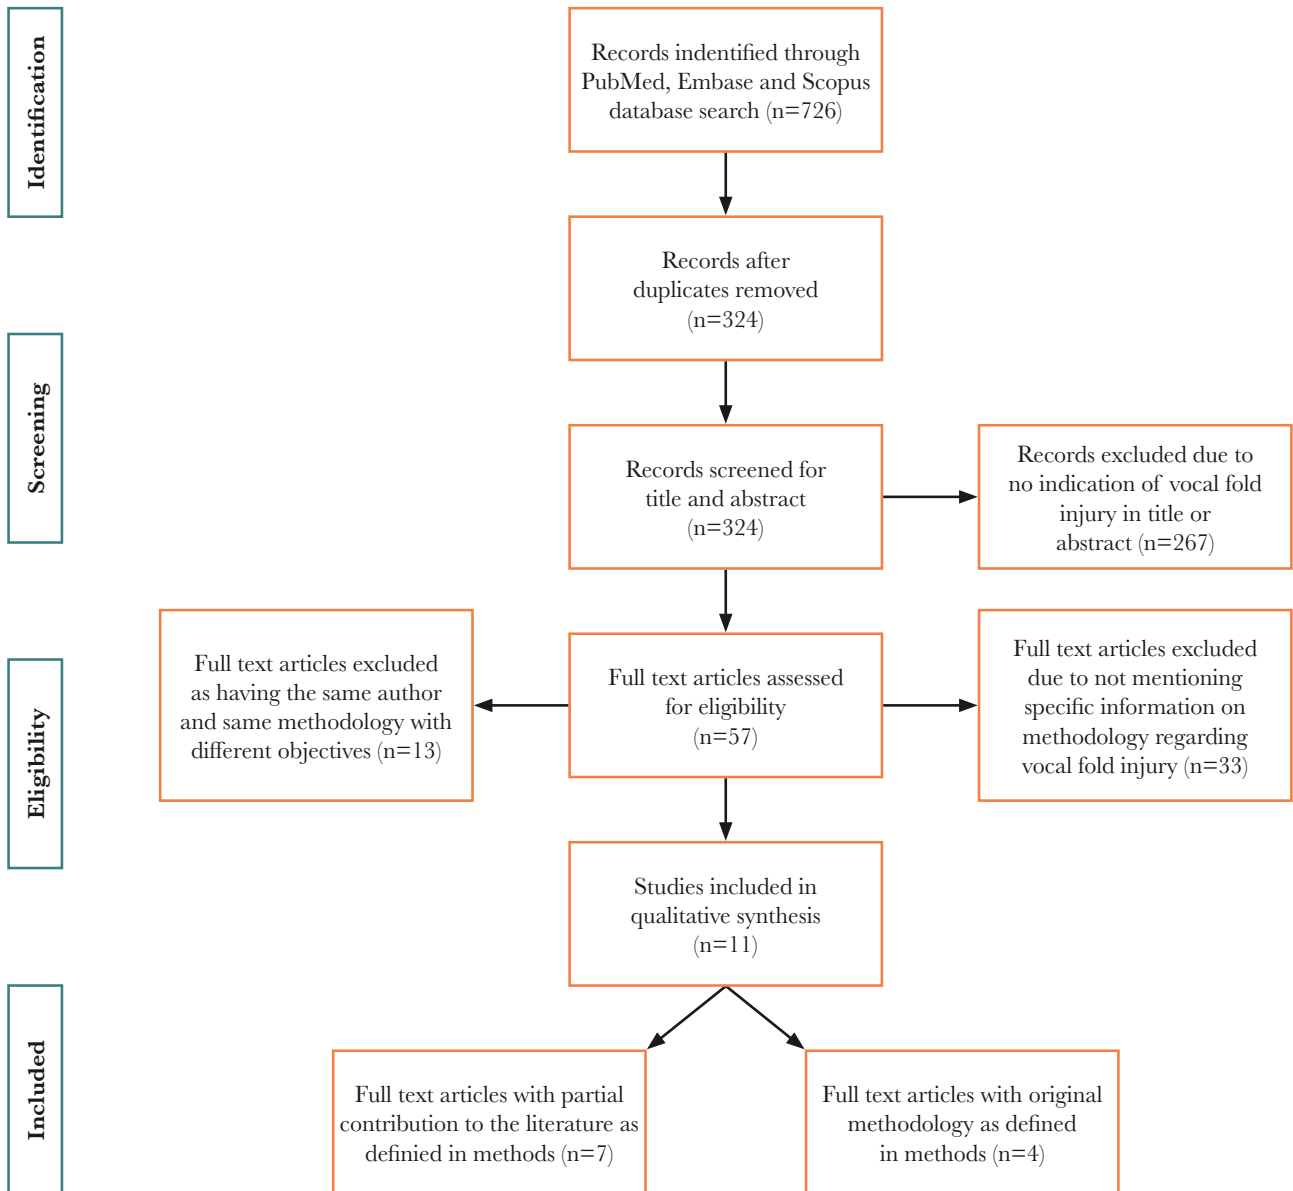 Identification
Records indentified through
PubMed, Embase and Scopus
database search (n=726)
Records after
duplicates removed
(n=324)
Screening
Records screened for
title and abstract
(n=324)
Records excluded due to
no indication of vocal fold
injury in title or
abstract (n=267)
Eligibility
Full text articles excluded
as having the same author
and same methodology with
different objectives (n=13)
Full text articles assessed
for eligibility
(n=57)
Full text articles excluded
due to not mentioning
specific information on
methodology regarding
vocal fold injury (n=33)
Studies included in
qualitative synthesis
(n=11)
Included
Full text articles with partial
contribution to the literature as
definied in methods (n=7)
Full text articles with original
methodology as defined
in methods (n=4)